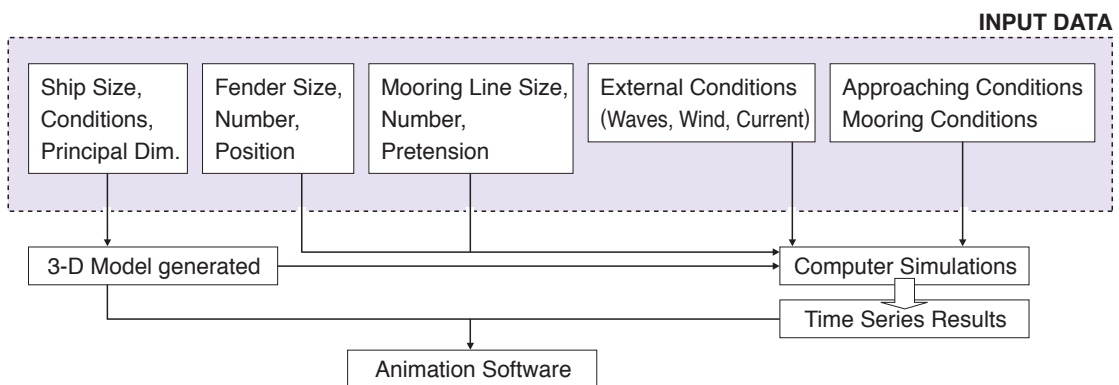 INPUT DATA
Ship Size,
Conditions,
Principal Dim.
Fender Size,
Number,
Position
Mooring Line Size,
Number,
Pretension
External Conditions
(Waves, Wind, Current)
Approaching Conditions
Mooring Conditions
3-D Model generated
Computer Simulations
Time Series Results
Animation Software